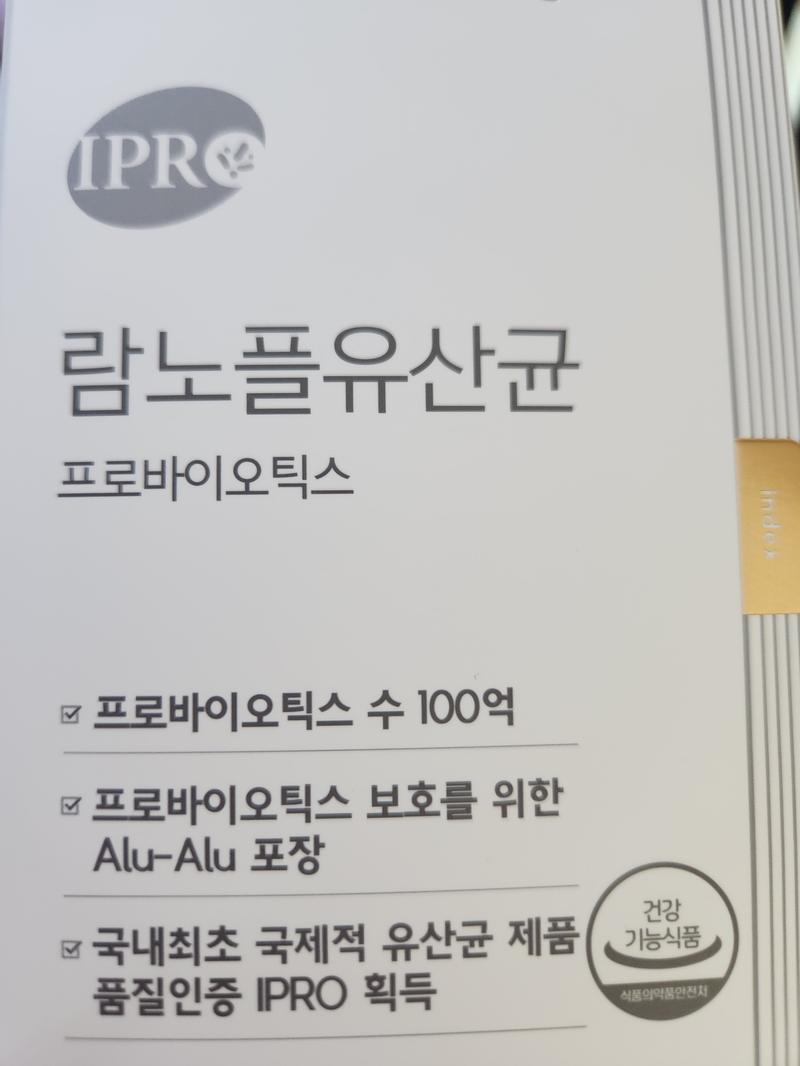 IPRO
람노플유산균
프로바이오틱스
index
프로바이오틱스 수 100억
프로바이오틱스 보호를 위한
Alu-Alu 포장
국내최초 국제적 유산균 제품
품질인증 IPRO 획득
건강
기능식품
식품의약품안전처